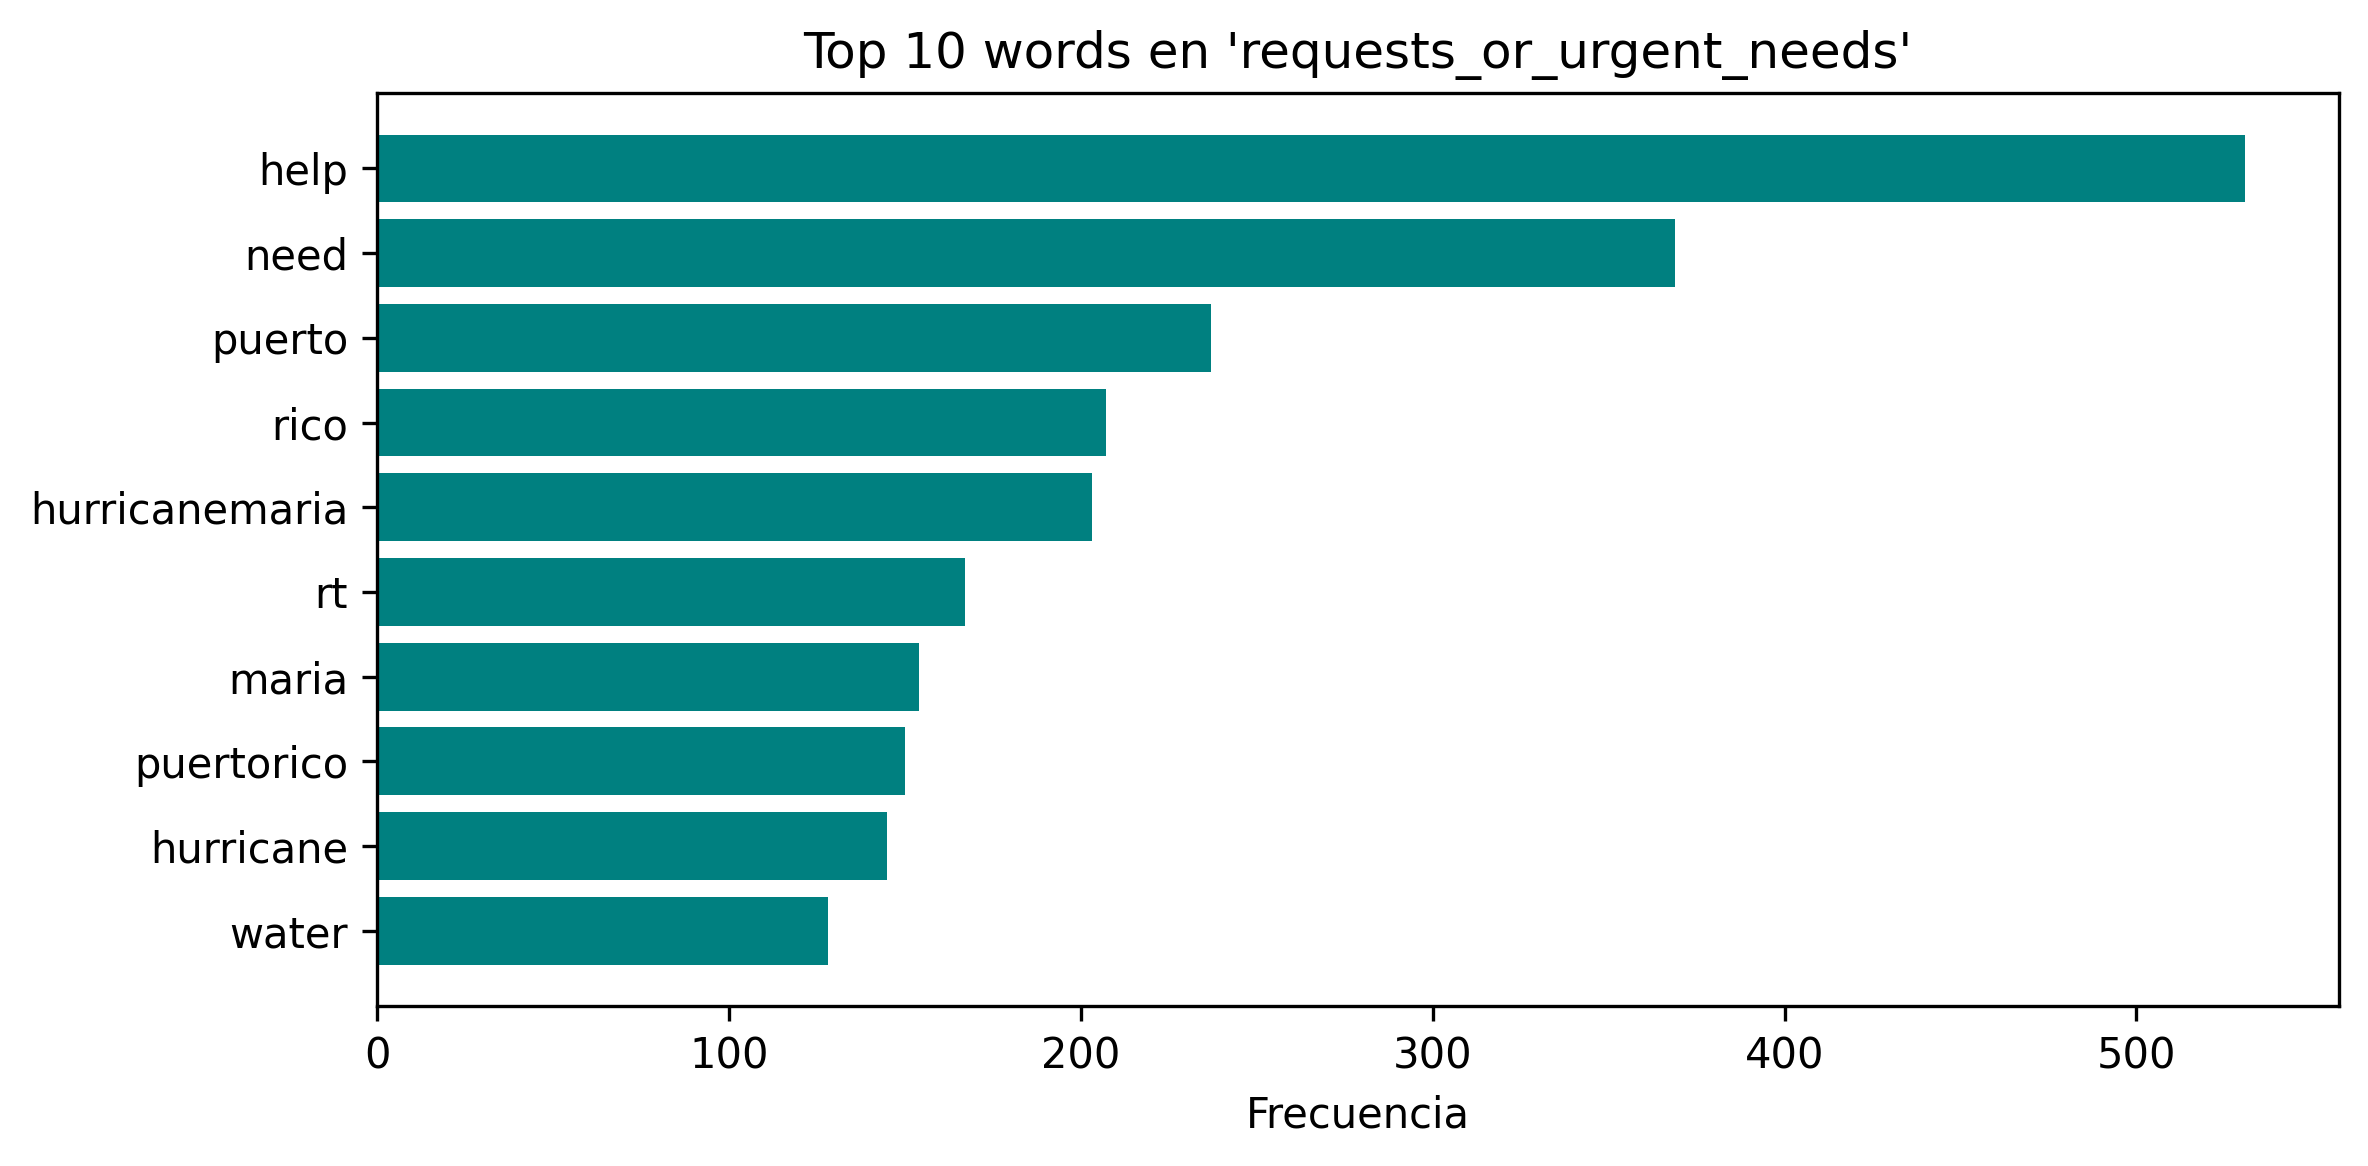 Top 10 words en 'requests_or_urgent_needs'
help
need
puerto
rico
hurricanemaria
rt
maria
puertorico
hurricane
water
0 100 200 300 400 500
Frecuencia